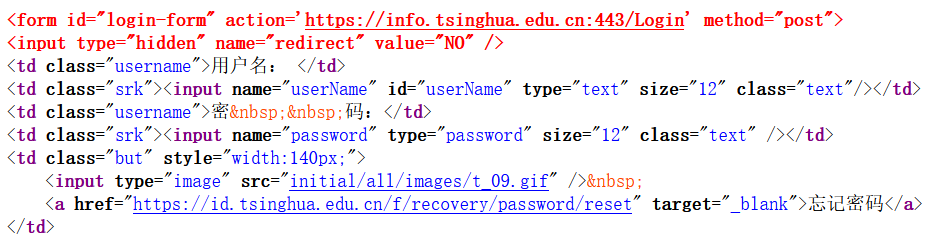 <form id="login-form" action='https://info.tsinghua.edu.cn:443/Login' method="post">
<input type="hidden" name="redirect" value="NO" />
<td class="username">用户名： </td>
<td class="srk"><input name="userName" id="userName" type="text" size="12" class="text"/></td>
<td class="username">密&nbsp;&nbsp;码：</td>
<td class="srk"><input name="password" type="password" size="12" class="text" /></td>
<td class="but" style="width:140px;">
    <input type="image" src="initial/all/images/t_09.gif" />&nbsp;
    <a href="https://id.tsinghua.edu.cn/f/recovery/password/reset" target="_blank">忘记密码</a>
</td>